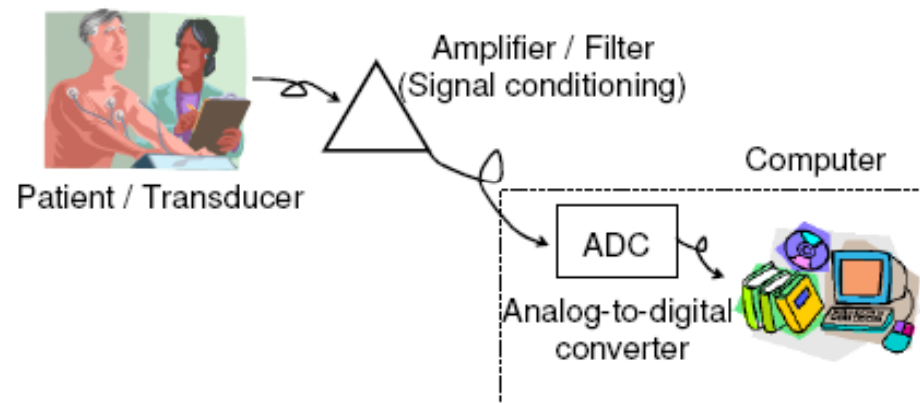 Amplifier / Filter
(Signal conditioning)
Patient / Transducer
Computer
ADC
Analog-to-digital
converter